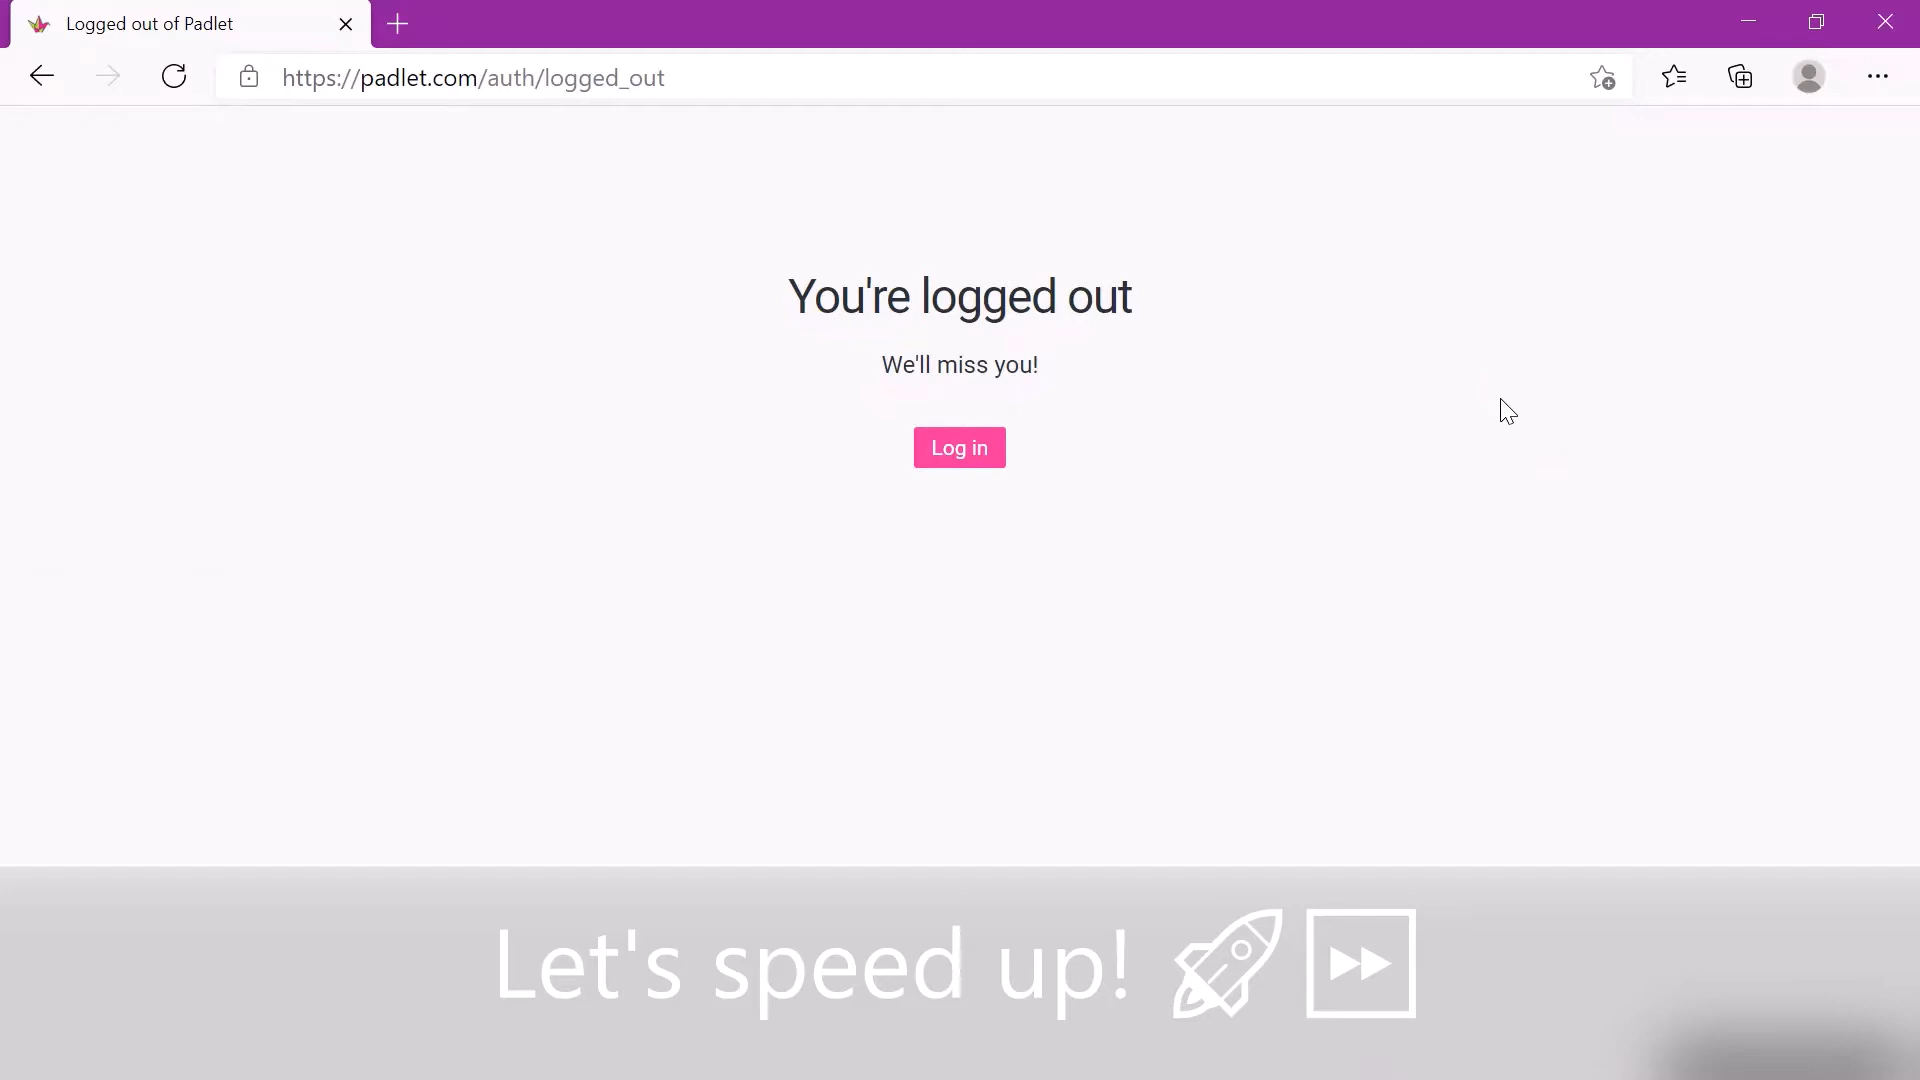 Logged out of Padlet
https://padlet.com/auth/logged_out
You're logged out
We'll miss you!
Log in
Let's speed up!